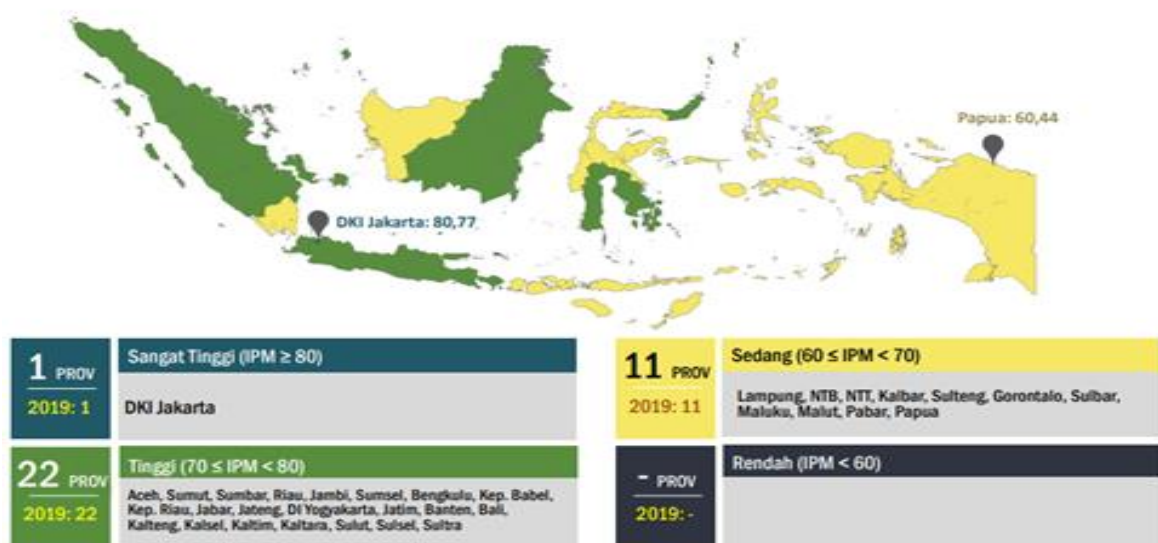 Papua: 60,44
DKI Jakarta: 80,77
1 PROV
2019: 1
Sangat Tinggi (IPM ≥ 80)
DKI Jakarta
11 PROV
2019: 11
Sedang (60 ≤ IPM < 70)
Lampung, NTB, NTT, Kalbar, Sulteng, Gorontalo, Sulbar,
Maluku, Malut, Pabar, Papua
22 PROV
2019: 22
Tinggi (70 ≤ IPM < 80)
Aceh, Sumut, Sumbar, Riau, Jambi, Sumsel, Bengkulu, Kep. Babel,
Kep. Riau, Jabar, Jateng, DI Yogyakarta, Jatim, Banten, Bali,
Kalteng, Kalsel, Kaltim, Kaltara, Sulut, Sulsel, Sultra
- PROV
2019: -
Rendah (IPM < 60)